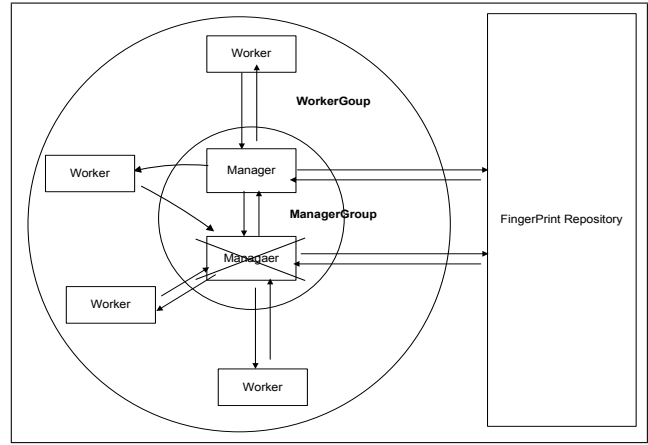 Worker
WorkerGoup
Worker
Manager
ManagerGroup
FingerPrint Repository
Managaer
Worker
Worker